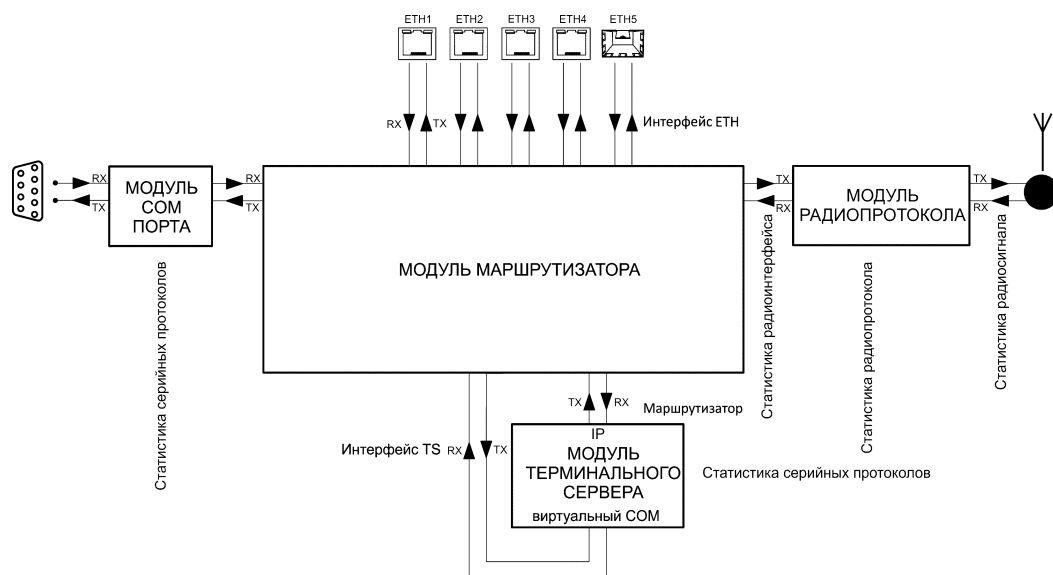 ETH1 ETH2 ETH3 ETH4 ETH5
RX TX Интерфейс ETH
RX
TX
МОДУЛЬ
COM
ПОРТА
RX
TX
МОДУЛЬ МАРШРУТИЗАТОРА
TX
RX
МОДУЛЬ
РАДИОПРОТОКОЛА
TX
RX
Статистика серийных протоколов
Статистика радиоинтерфейса
Статистика радиопротокола
Статистика радиосигнала
TX RX Маршрутизатор
Интерфейс TS RX TX
IP
МОДУЛЬ
ТЕРМИНАЛЬНОГО
СЕРВЕРА
виртуальный COM
Статистика серийных протоколов